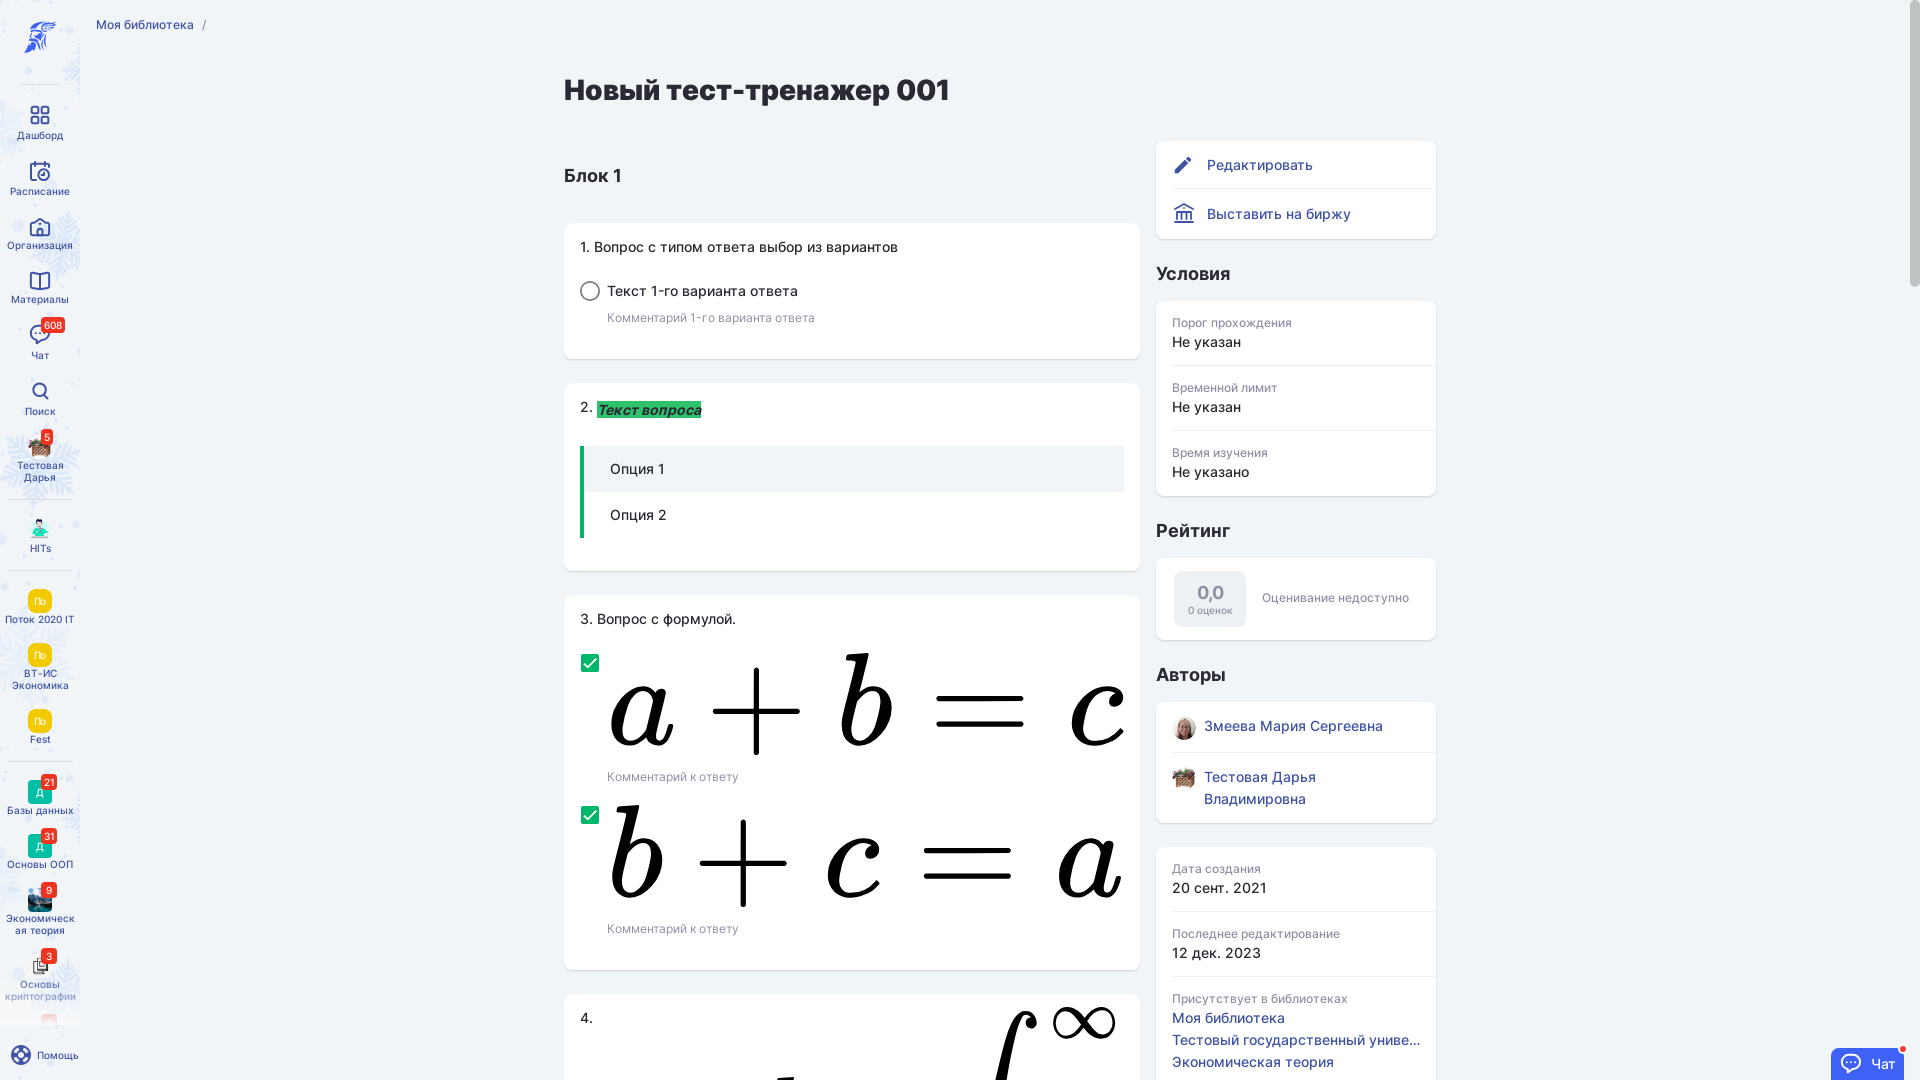 Моя библиотека /
Дашборд
Расписание
Организация
Материалы
608
Чат
Поиск
5
Тестовая
Дарья
HITs
По
Поток 2020 IT
По
ВТ-ИС
Экономика
По
Fest
21
Д
Базы данных
31
Д
Основы ООП
9
Экономическ
ая теория
3
Основы
криптографии
Помощь
Новый тест-тренажер 001
Блок 1
1. Вопрос с типом ответа выбор из вариантов
Текст 1-го варианта ответа
Комментарий 1-го варианта ответа
2. Текст вопроса
Опция 1
Опция 2
3. Вопрос с формулой.
a + b = c
Комментарий к ответу
b + c = a
Комментарий к ответу
4.
∫ ∞
Редактировать
Выставить на биржу
Условия
Порог прохождения
Не указан
Временной лимит
Не указан
Время изучения
Не указано
Рейтинг
0,0
0 оценок
Оценивание недоступно
Авторы
Змеева Мария Сергеевна
Тестовая Дарья
Владимировна
Дата создания
20 сент. 2021
Последнее редактирование
12 дек. 2023
Присутствует в библиотеках
Моя библиотека
Тестовый государственный униве...
Экономическая теория
Чат